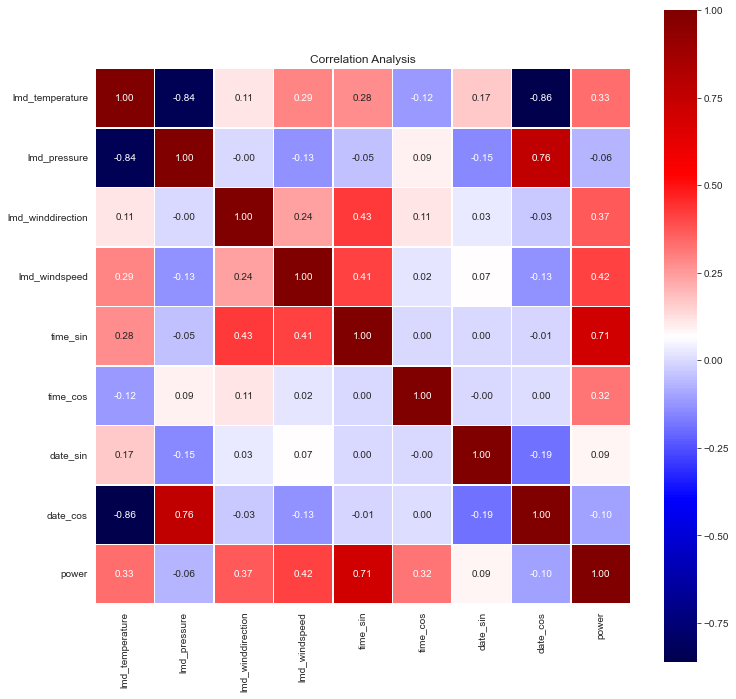 Correlation Analysis
lmd_temperature 1.00 -0.84 0.11 0.29 0.28 -0.12 0.17 -0.86 0.33
lmd_pressure -0.84 1.00 -0.00 -0.13 -0.05 0.09 -0.15 0.76 -0.06
lmd_winddirection 0.11 -0.00 1.00 0.24 0.43 0.11 0.03 -0.03 0.37
lmd_windspeed 0.29 -0.13 0.24 1.00 0.41 0.02 0.07 -0.13 0.42
time_sin 0.28 -0.05 0.43 0.41 1.00 0.00 0.00 -0.01 0.71
time_cos -0.12 0.09 0.11 0.02 0.00 1.00 -0.00 0.00 0.32
date_sin 0.17 -0.15 0.03 0.07 0.00 -0.00 1.00 -0.19 0.09
date_cos -0.86 0.76 -0.03 -0.13 -0.01 0.00 -0.19 1.00 -0.10
power 0.33 -0.06 0.37 0.42 0.71 0.32 0.09 -0.10 1.00
lmd_temperature
lmd_pressure
lmd_winddirection
lmd_windspeed
time_sin
time_cos
date_sin
date_cos
power
1.00
0.75
0.50
0.25
0.00
−0.25
−0.50
−0.75